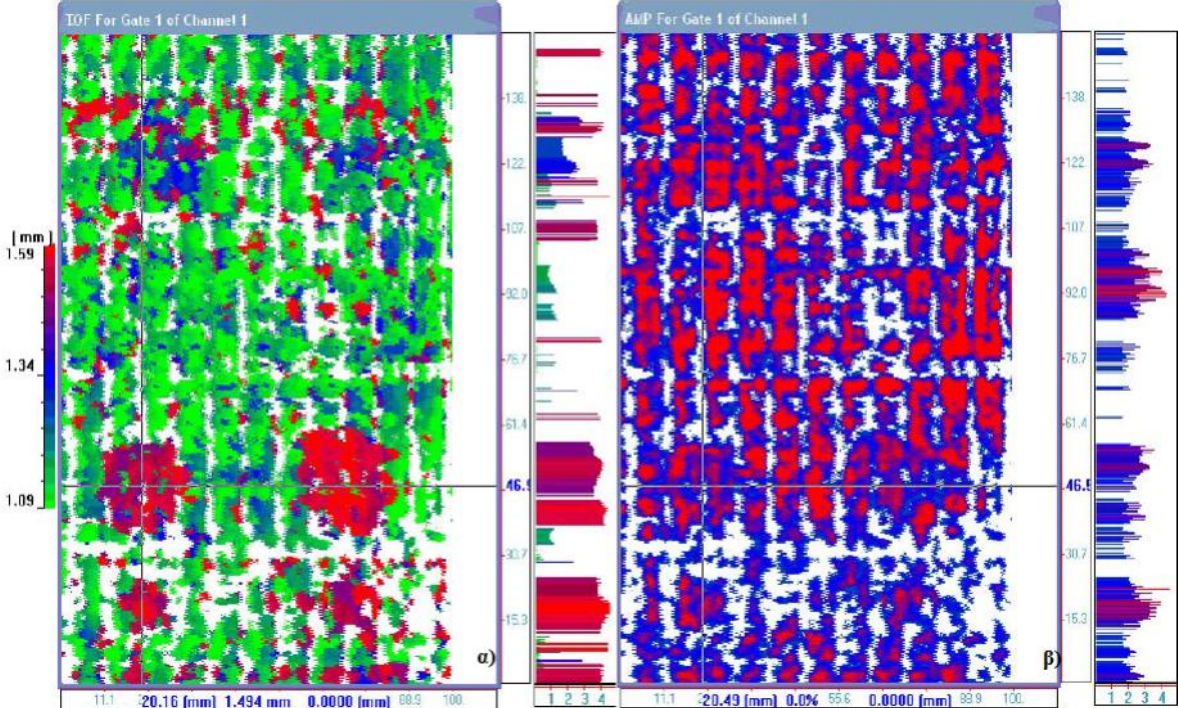 TOF For Gate 1 of Channel 1
AMP For Gate 1 of Channel 1
138.
122.
107.
92.0
76.7
61.4
46.5
30.7
15.3
138.
122
107
92.0
76.7
61.4
46.5
30.7
15.3
[mm]
1.59
1.34
1.09
α)
β)
11.1
20.16 [mm] 1.494 mm 0.0000 [mm]
88.9
100.
1 2 3 4
11.1
20.49 [mm] 0.0%
55.6
0.0000 [mm]
88.9
100.
1 2 3 4